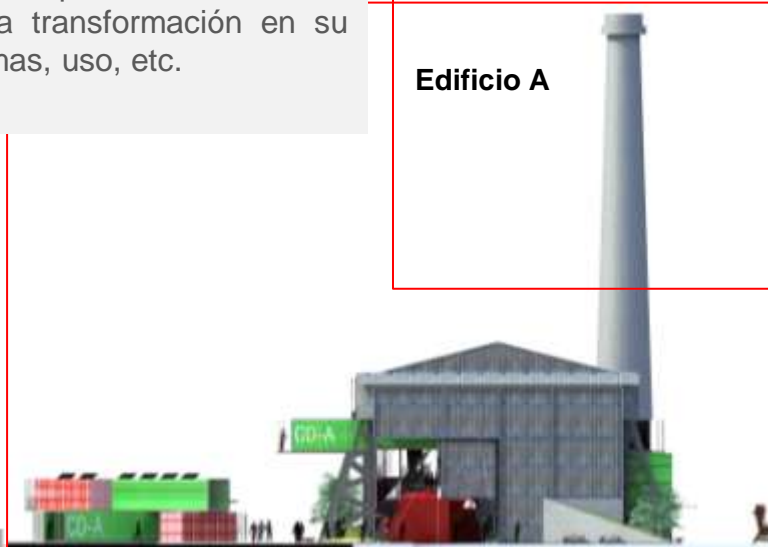 a transformación en su
nas, uso, etc.
Edificio A
CD-A
CD-A